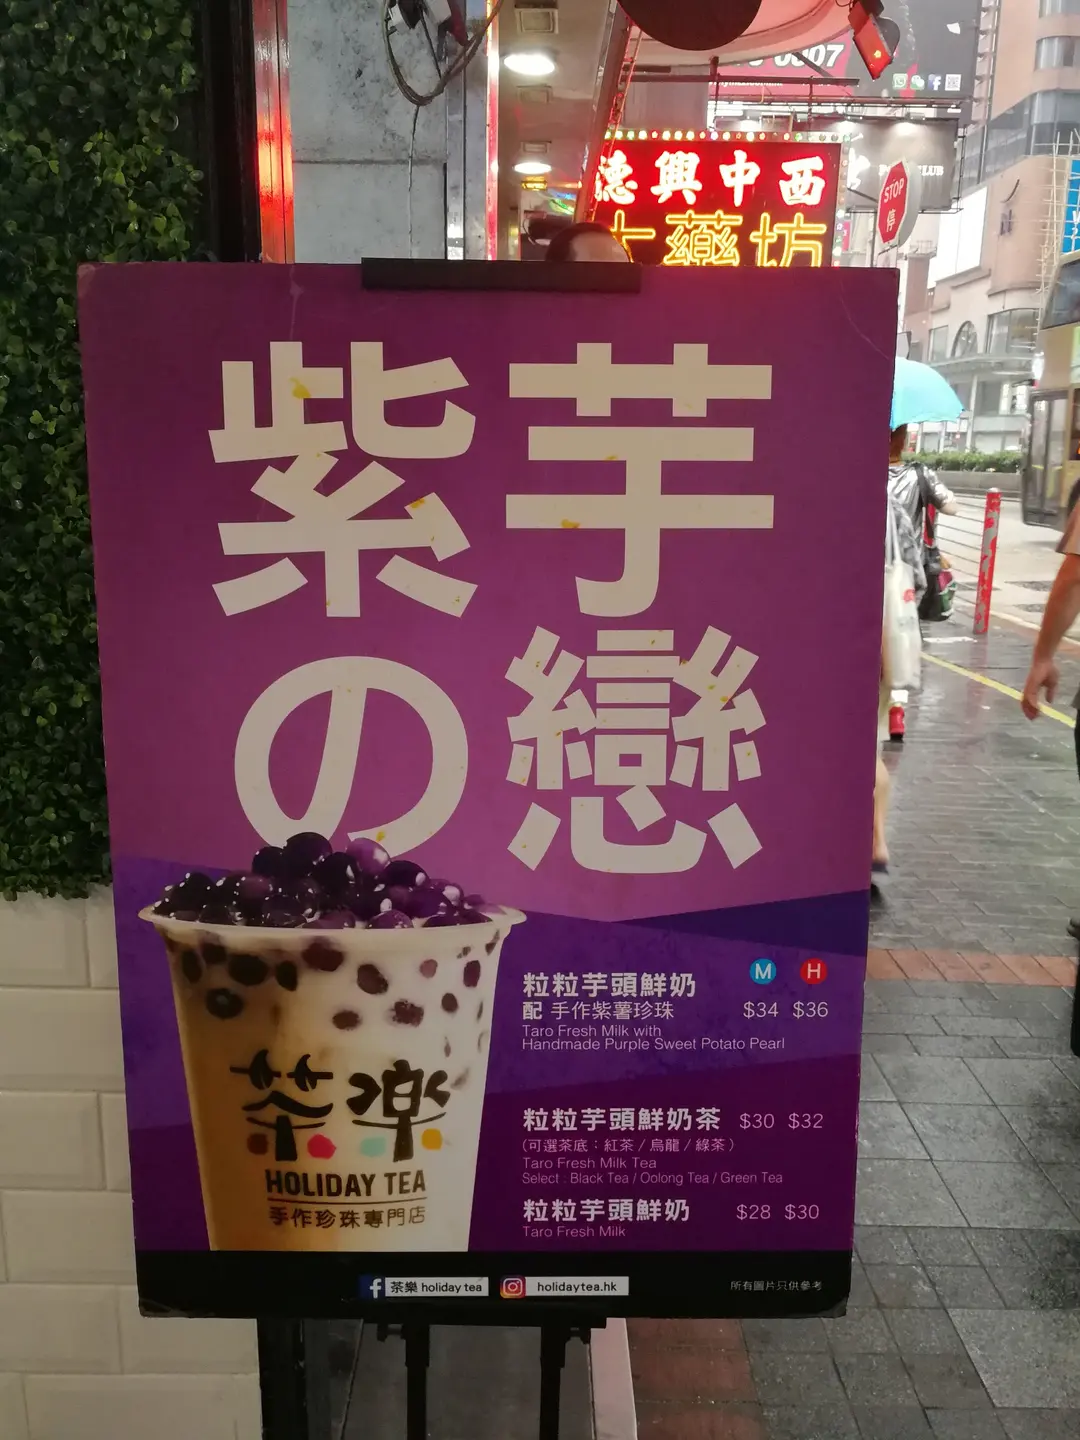 0807
德興中西
大藥坊
STOP
停
紫芋
の戀
M H
粒粒芋頭鮮奶
配 手作紫薯珍珠 $34 $36
Taro Fresh Milk with
Handmade Purple Sweet Potato Pearl
粒粒芋頭鮮奶茶 $30 $32
(可選茶底：紅茶 / 烏龍 / 綠茶)
Taro Fresh Milk Tea
Select : Black Tea / Oolong Tea / Green Tea
粒粒芋頭鮮奶 $28 $30
Taro Fresh Milk
茶樂
HOLIDAY TEA
手作珍珠專門店
茶樂 holiday tea holidaytea.hk
所有圖片只供參考